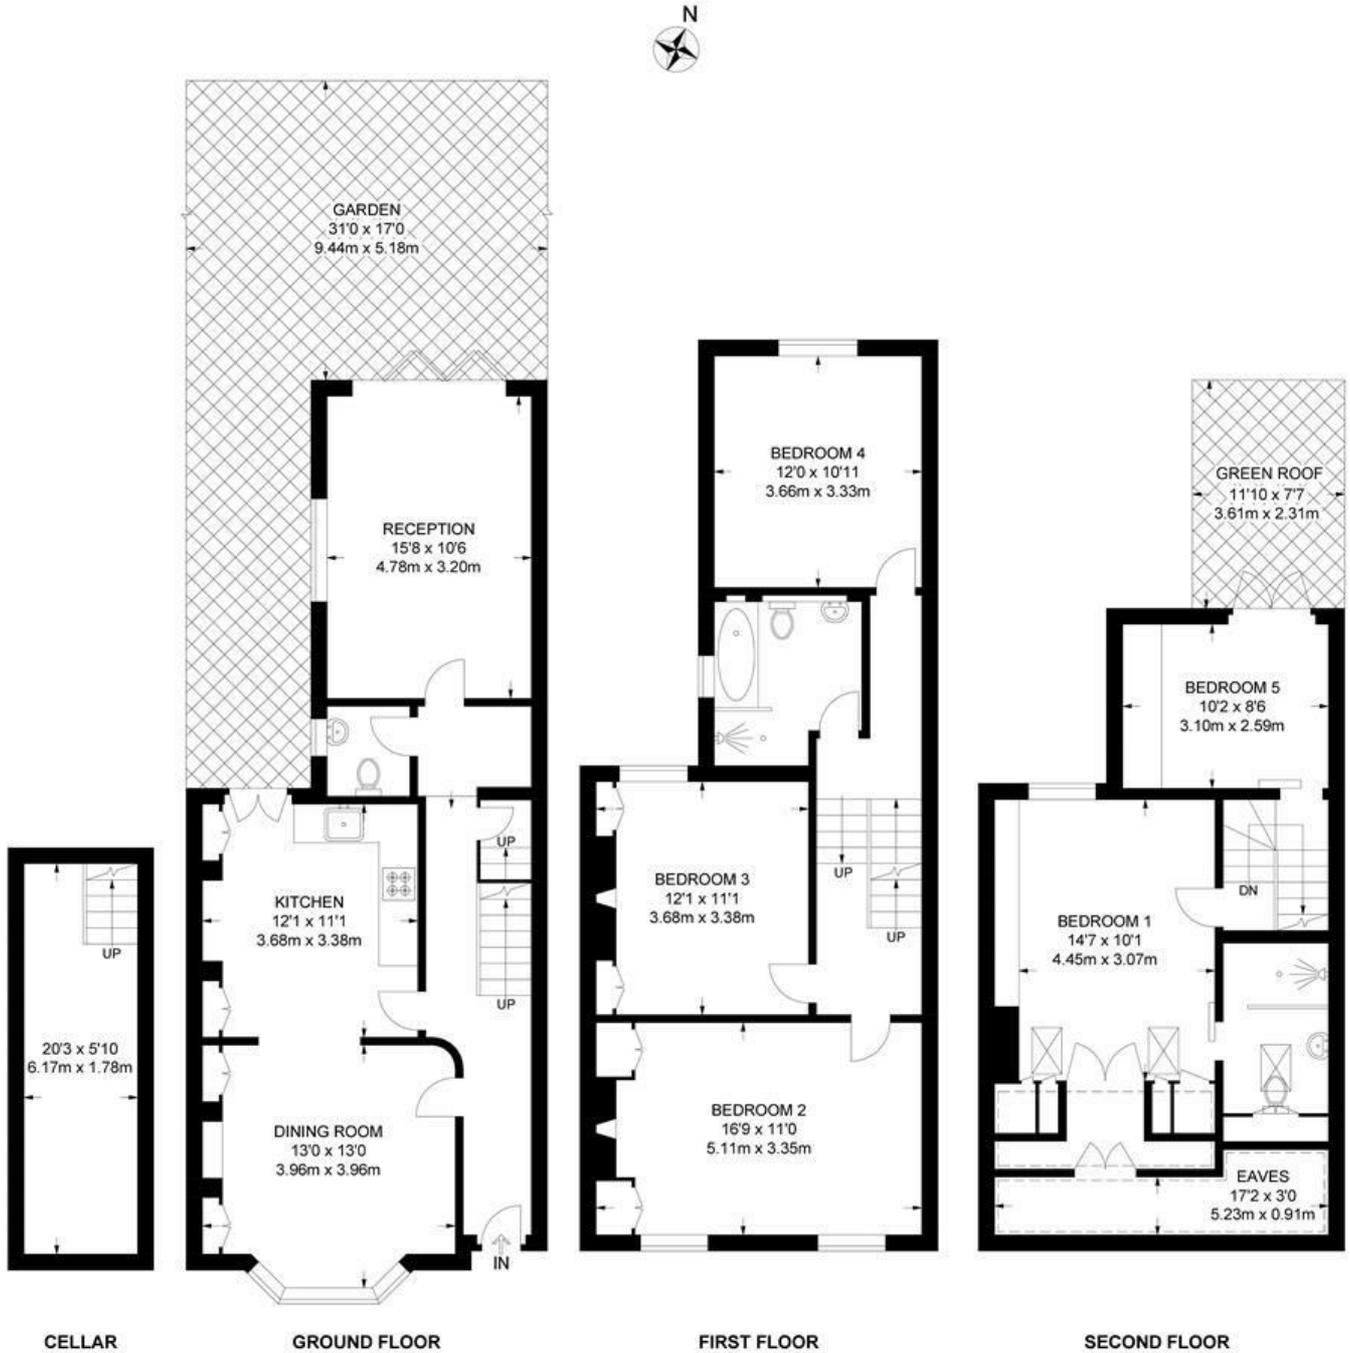 N
GARDEN
31'0 x 17'0
9.44m x 5.18m
RECEPTION
15'8 x 10'6
4.78m x 3.20m
UP
KITCHEN
12'1 x 11'1
3.68m x 3.38m
UP
DINING ROOM
13'0 x 13'0
3.96m x 3.96m
IN
UP
20'3 x 5'10
6.17m x 1.78m
BEDROOM 4
12'0 x 10'11
3.66m x 3.33m
BEDROOM 3
12'1 x 11'1
3.68m x 3.38m
UP
UP
BEDROOM 2
16'9 x 11'0
5.11m x 3.35m
GREEN ROOF
11'10 x 7'7
3.61m x 2.31m
BEDROOM 5
10'2 x 8'6
3.10m x 2.59m
DN
BEDROOM 1
14'7 x 10'1
4.45m x 3.07m
EAVES
17'2 x 3'0
5.23m x 0.91m
CELLAR
GROUND FLOOR
FIRST FLOOR
SECOND FLOOR